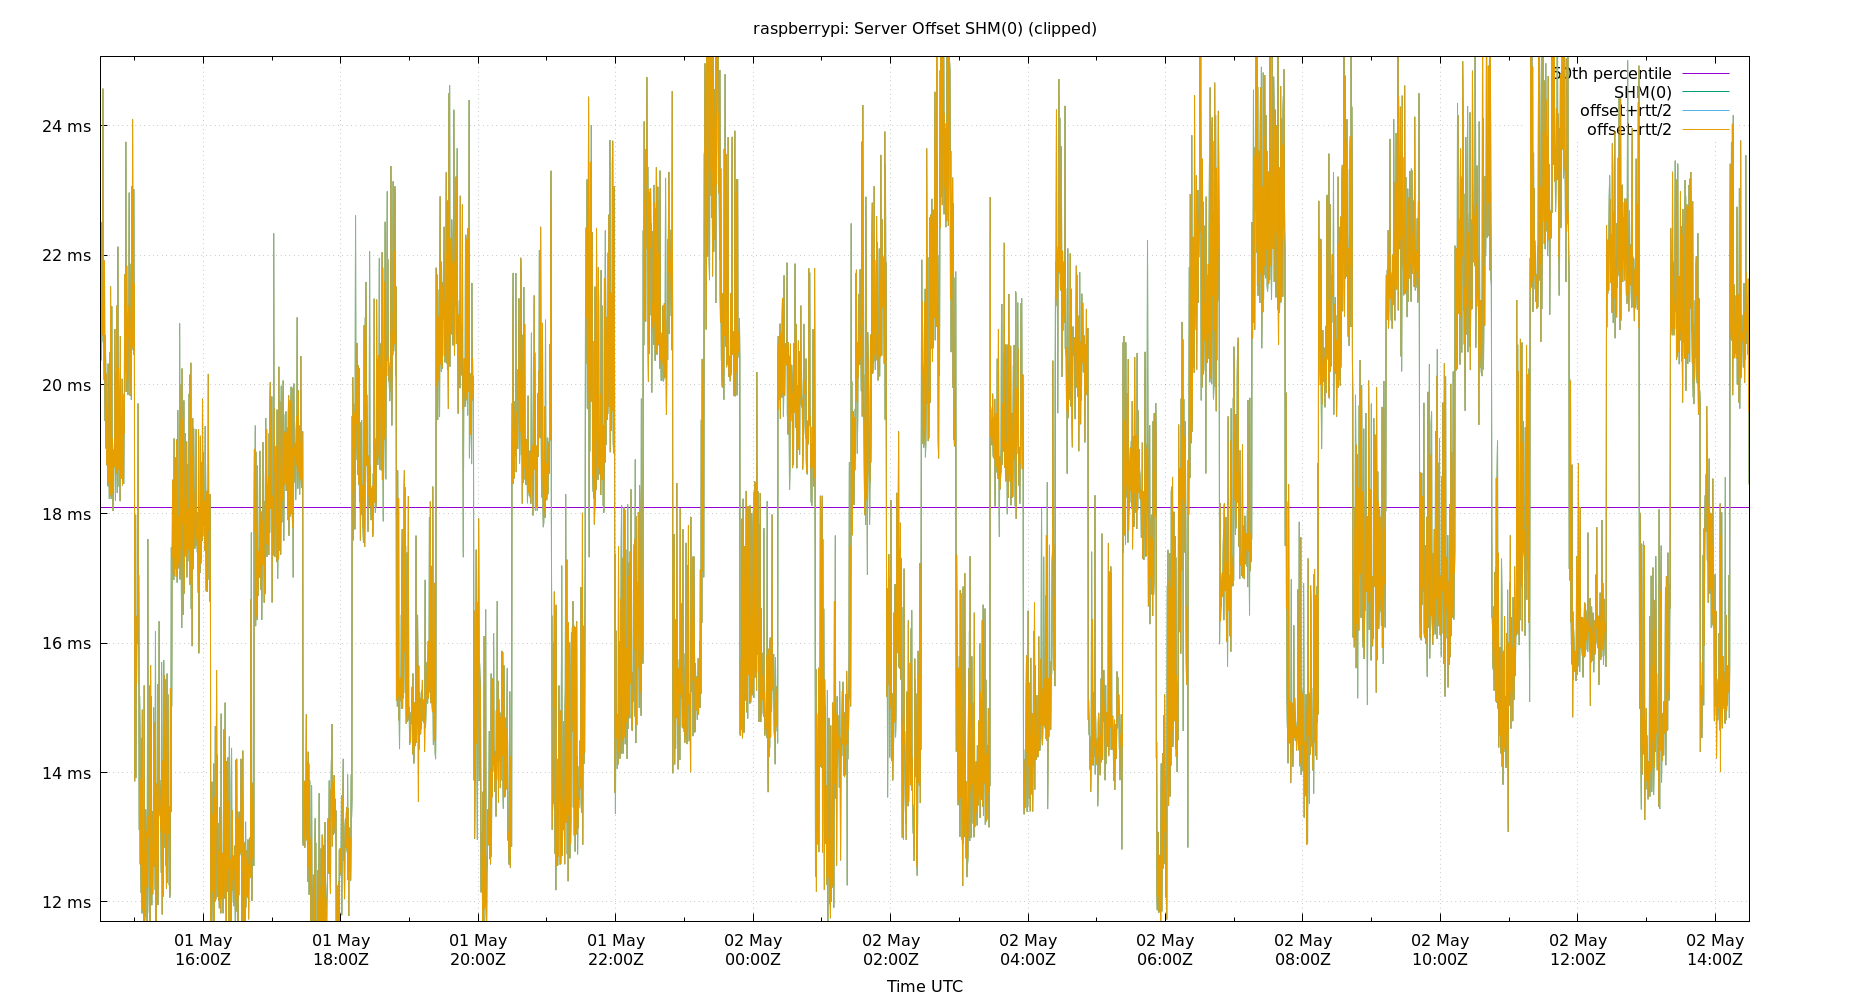 raspberrypi: Server Offset SHM(0) (clipped)
50th percentile
SHM(0)
offset+rtt/2
offset-rtt/2
24 ms
22 ms
20 ms
18 ms
16 ms
14 ms
12 ms
01 May 01 May 01 May 01 May 02 May 02 May 02 May 02 May 02 May 02 May 02 May 02 May
16:00Z 18:00Z 20:00Z 22:00Z 00:00Z 02:00Z 04:00Z 06:00Z 08:00Z 10:00Z 12:00Z 14:00Z
Time UTC